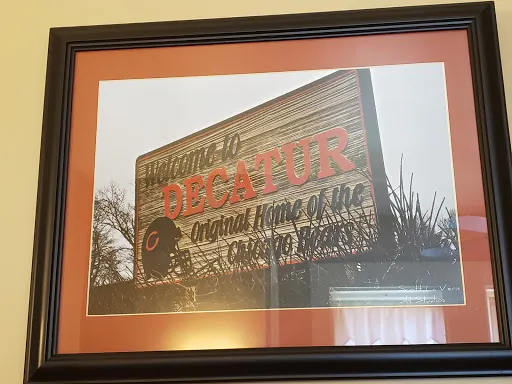 Welcome to
DECATUR
Original Home of the
Chicago Bears
C